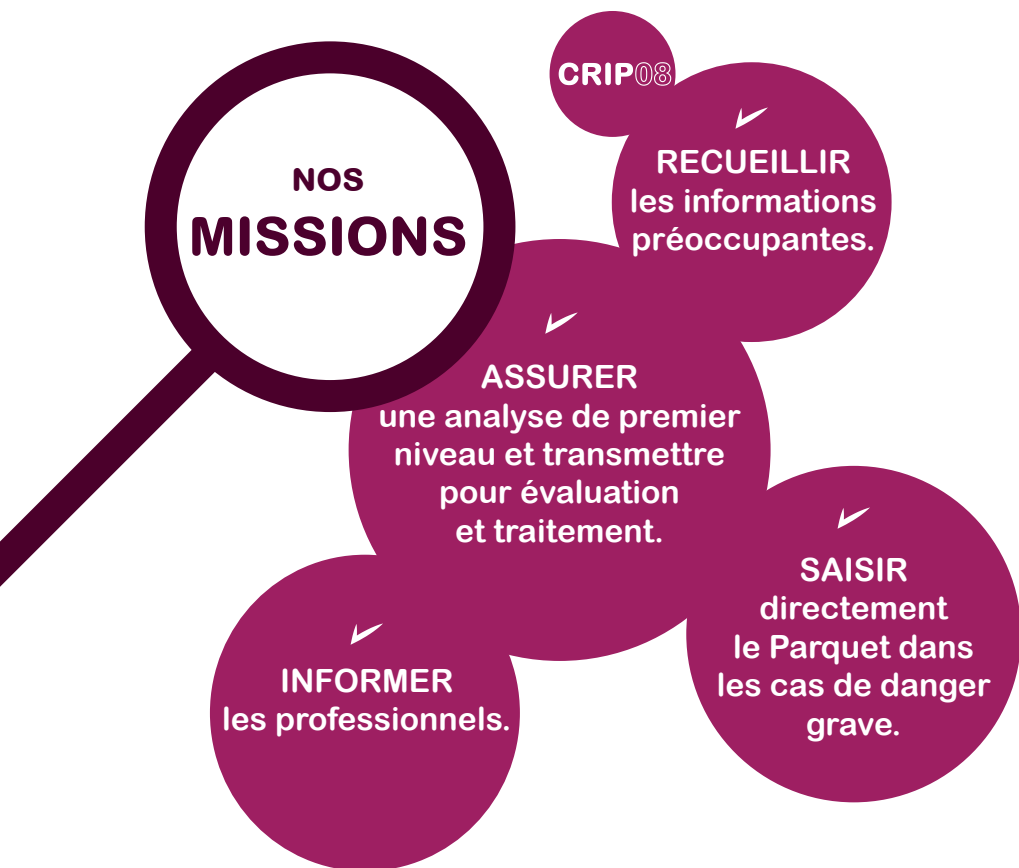 NOS
MISSIONS
CRIP08
RECUEILLIR
les informations
préoccupantes.
ASSURER
une analyse de premier
niveau et transmettre
pour évaluation
et traitement.
SAISIR
directement
le Parquet dans
les cas de danger
grave.
INFORMER
les professionnels.